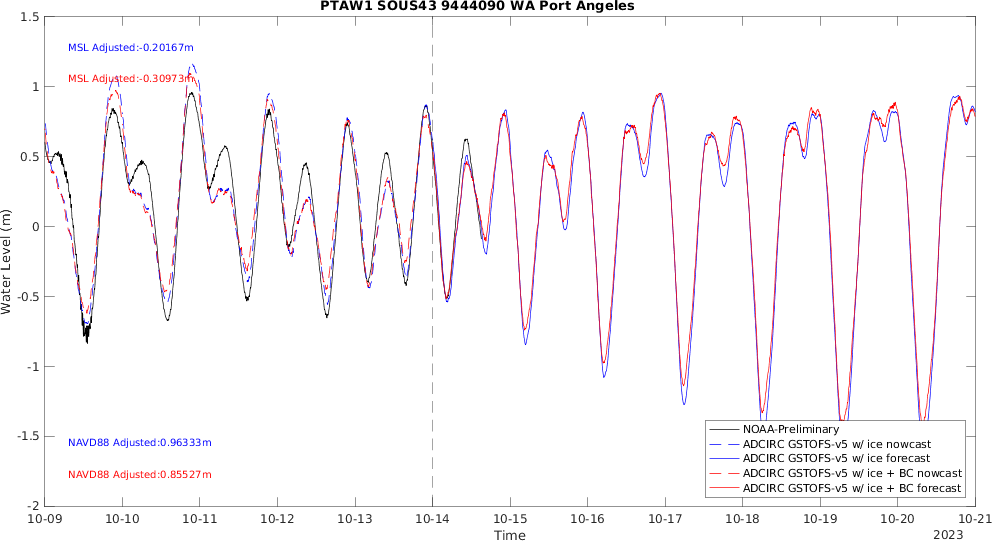 PTAW1 SOUS43 9444090 WA Port Angeles
1.5
1
0.5
0
-0.5
-1
-1.5
-2
Water Level (m)
MSL Adjusted:-0.20167m
MSL Adjusted:-0.30973m
NAVD88 Adjusted:0.96333m
NAVD88 Adjusted:0.85527m
NOAA-Preliminary
ADCIRC GSTOFS-v5 w/ ice nowcast
ADCIRC GSTOFS-v5 w/ ice forecast
ADCIRC GSTOFS-v5 w/ ice + BC nowcast
ADCIRC GSTOFS-v5 w/ ice + BC forecast
10-09 10-10 10-11 10-12 10-13 10-14 10-15 10-16 10-17 10-18 10-19 10-20 10-21
Time
2023